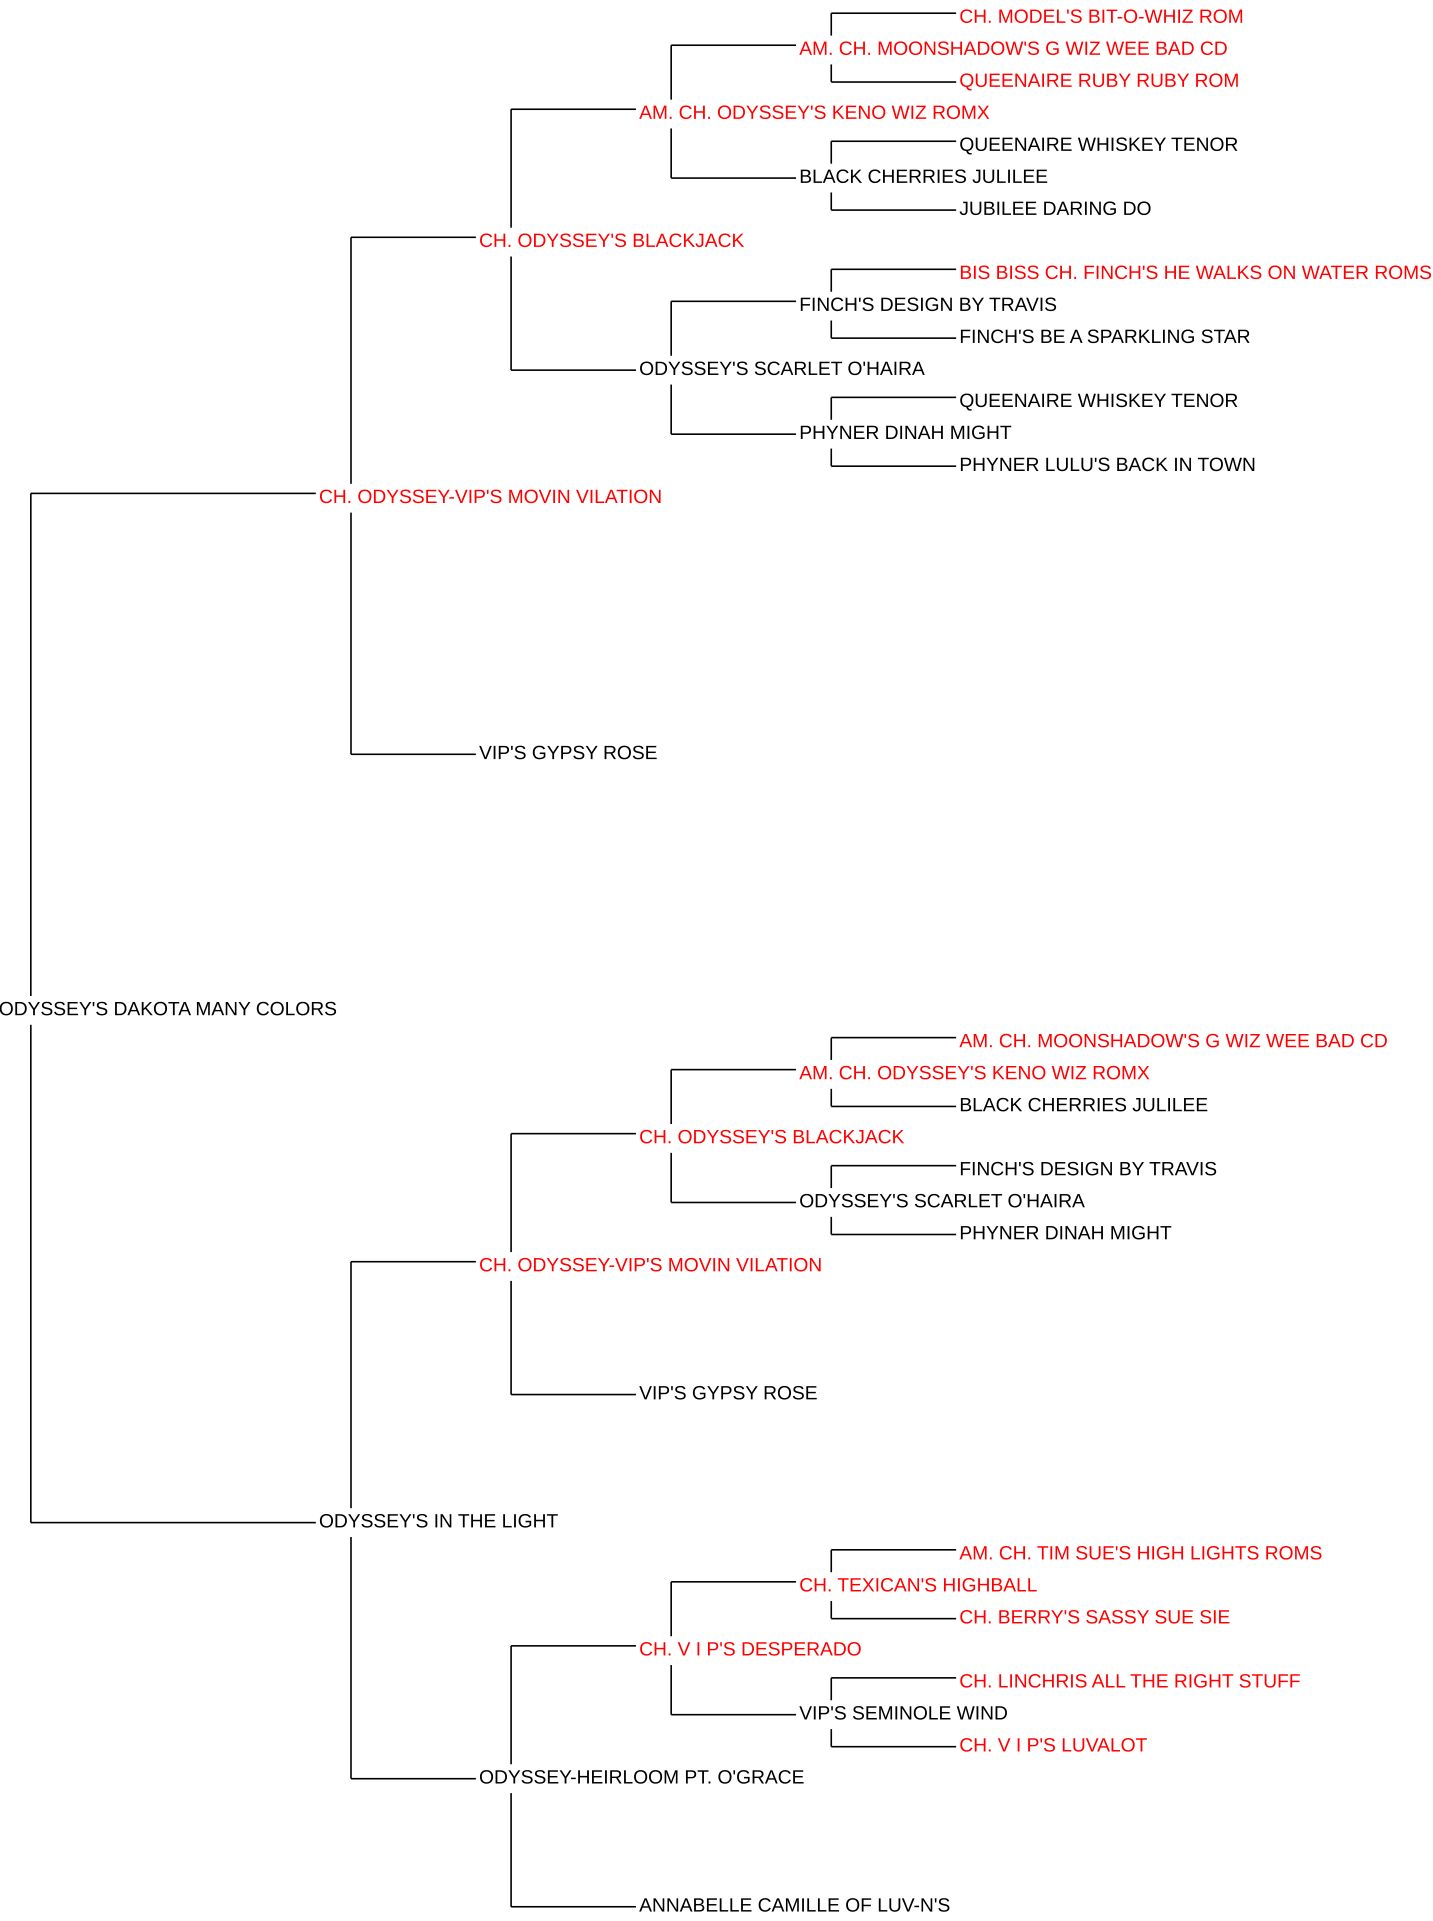 CH. MODEL'S BIT-O-WHIZ ROM
AM. CH. MOONSHADOW'S G WIZ WEE BAD CD
QUEENAIRE RUBY RUBY ROM
AM. CH. ODYSSEY'S KENO WIZ ROMX
QUEENAIRE WHISKEY TENOR
BLACK CHERRIES JULILEE
JUBILEE DARING DO
CH. ODYSSEY'S BLACKJACK
BIS BISS CH. FINCH'S HE WALKS ON WATER ROMS
FINCH'S DESIGN BY TRAVIS
FINCH'S BE A SPARKLING STAR
ODYSSEY'S SCARLET O'HAIRA
QUEENAIRE WHISKEY TENOR
PHYNER DINAH MIGHT
PHYNER LULU'S BACK IN TOWN
CH. ODYSSEY-VIP'S MOVIN VILATION
VIP'S GYPSY ROSE
ODYSSEY'S DAKOTA MANY COLORS
AM. CH. MOONSHADOW'S G WIZ WEE BAD CD
AM. CH. ODYSSEY'S KENO WIZ ROMX
BLACK CHERRIES JULILEE
CH. ODYSSEY'S BLACKJACK
FINCH'S DESIGN BY TRAVIS
ODYSSEY'S SCARLET O'HAIRA
PHYNER DINAH MIGHT
CH. ODYSSEY-VIP'S MOVIN VILATION
VIP'S GYPSY ROSE
ODYSSEY'S IN THE LIGHT
AM. CH. TIM SUE'S HIGH LIGHTS ROMS
CH. TEXICAN'S HIGHBALL
CH. BERRY'S SASSY SUE SIE
CH. V I P'S DESPERADO
CH. LINCHRIS ALL THE RIGHT STUFF
VIP'S SEMINOLE WIND
CH. V I P'S LUVALOT
ODYSSEY-HEIRLOOM PT. O'GRACE
ANNABELLE CAMILLE OF LUV-N'S